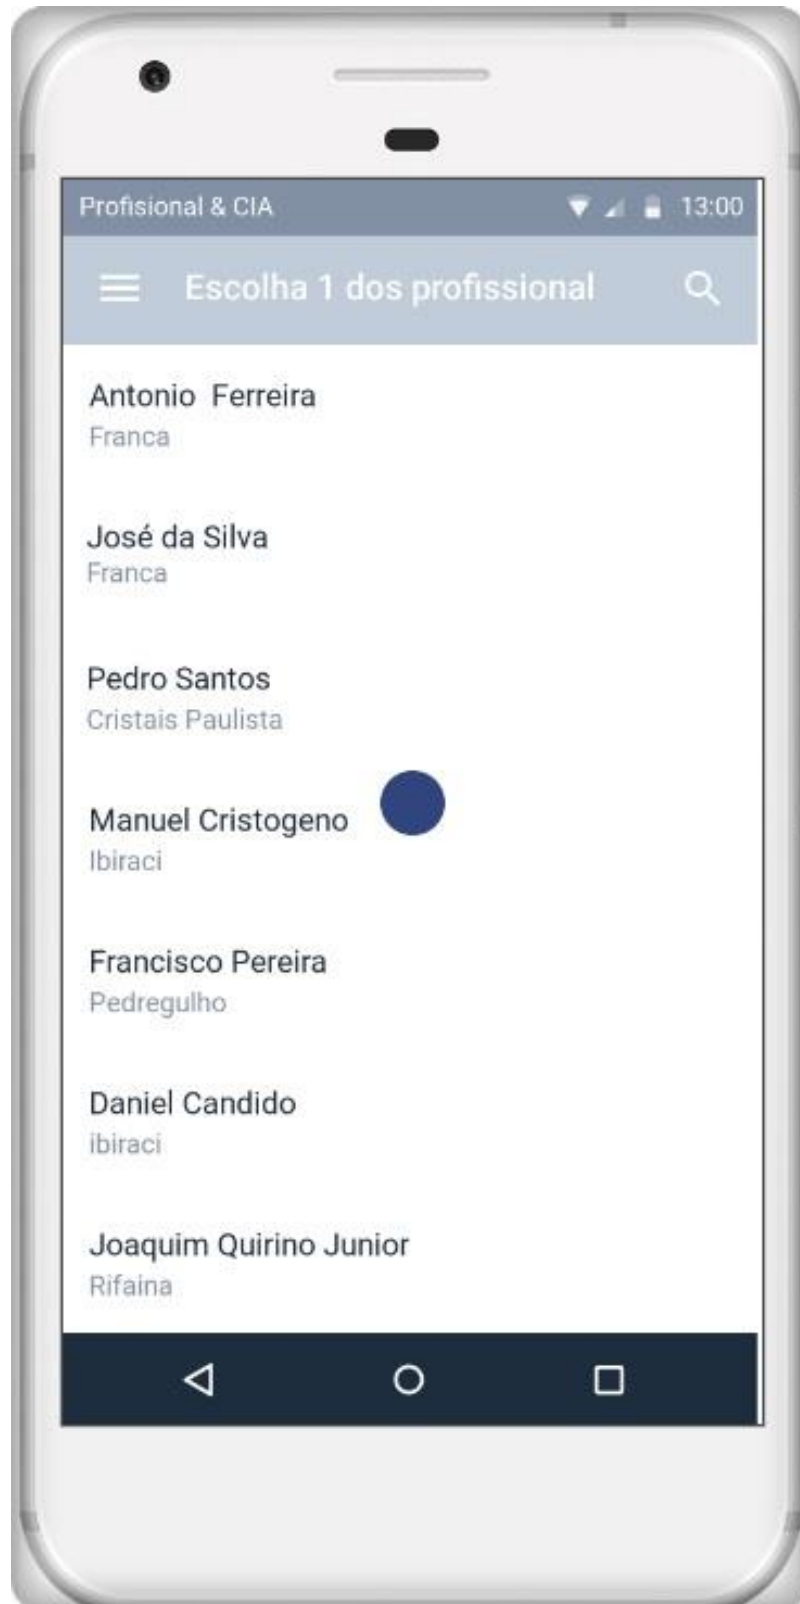 Profisional & CIA 13:00
Escolha 1 dos profissional
Antonio Ferreira
Franca
José da Silva
Franca
Pedro Santos
Cristais Paulista
Manuel Cristogeno
Ibiraci
Francisco Pereira
Pedregulho
Daniel Candido
ibiraci
Joaquim Quirino Junior
Rifaina